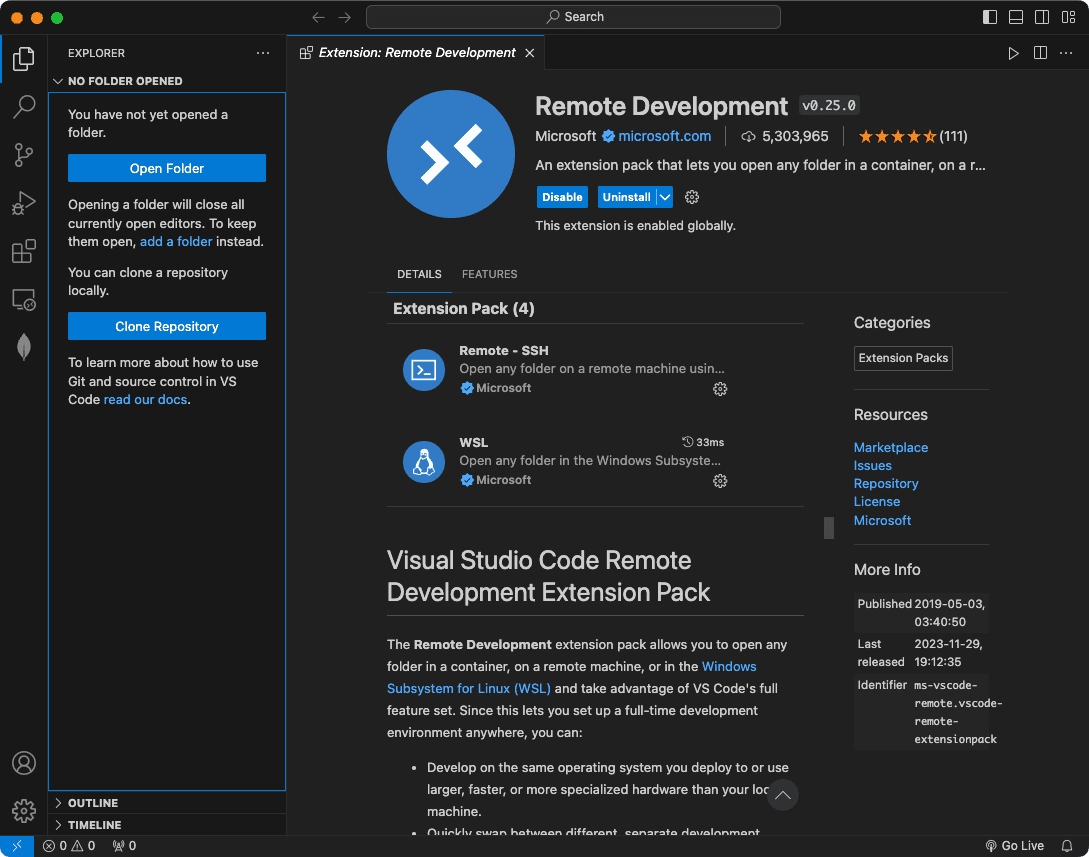 Search
EXPLORER
NO FOLDER OPENED
You have not yet opened a
folder.
Open Folder
Opening a folder will close all
currently open editors. To keep
them open, add a folder instead.
You can clone a repository
locally.
Clone Repository
To learn more about how to use
Git and source control in VS
Code read our docs.
OUTLINE
TIMELINE
Extension: Remote Development
Remote Development v0.25.0
Microsoft microsoft.com 5,303,965 (111)
An extension pack that lets you open any folder in a container, on a r...
Disable Uninstall
This extension is enabled globally.
DETAILS FEATURES
Extension Pack (4)
Remote - SSH
Open any folder on a remote machine usin...
Microsoft
WSL 33ms
Open any folder in the Windows Subsyste...
Microsoft
Visual Studio Code Remote
Development Extension Pack
The Remote Development extension pack allows you to open any
folder in a container, on a remote machine, or in the Windows
Subsystem for Linux (WSL) and take advantage of VS Code's full
feature set. Since this lets you set up a full-time development
environment anywhere, you can:
• Develop on the same operating system you deploy to or use
larger, faster, or more specialized hardware than your
machine.
• Quickly swap between different, separate development
Categories
Extension Packs
Resources
Marketplace
Issues
Repository
License
Microsoft
More Info
Published 2019-05-03,
03:40:50
Last 2023-11-29,
released 19:12:35
Identifier ms-vscode-
remote.vscode-
remote-
extensionpack
0 0 0 Go Live